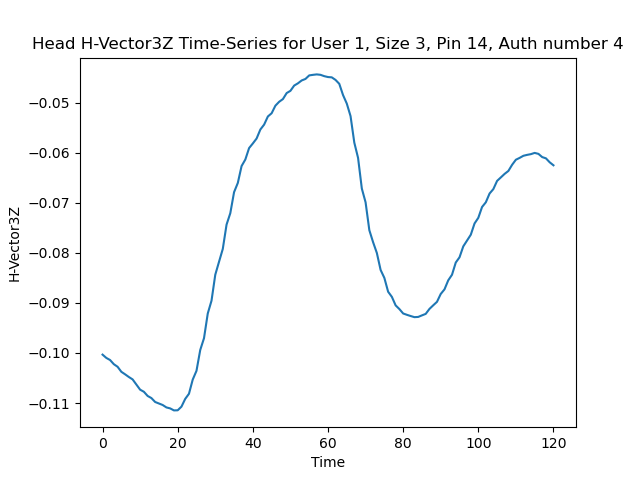 Head H-Vector3Z Time-Series for User 1, Size 3, Pin 14, Auth number 4
−0.05
−0.06
−0.07
−0.08
−0.09
−0.10
−0.11
H-Vector3Z
0 20 40 60 80 100 120
Time